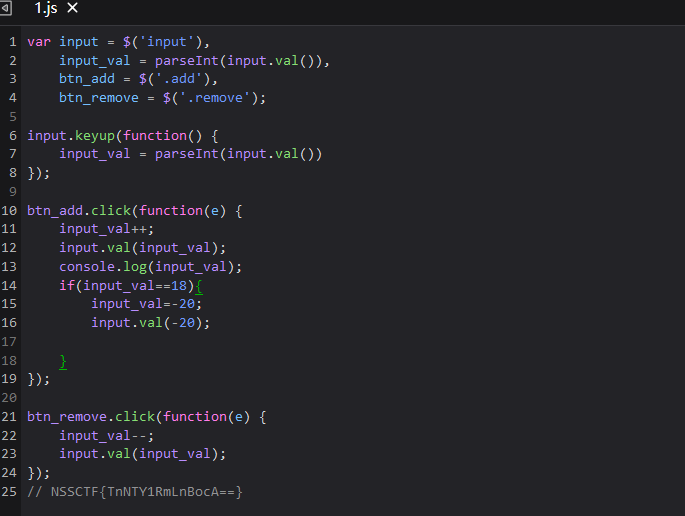 1.js ×
1 var input = $('input'),
2     input_val = parseInt(input.val()),
3     btn_add = $('.add'),
4     btn_remove = $('.remove');
5
6 input.keyup(function() {
7     input_val = parseInt(input.val())
8 });
9
10 btn_add.click(function(e) {
11     input_val++;
12     input.val(input_val);
13     console.log(input_val);
14     if(input_val==18){
15         input_val=-20;
16         input.val(-20);
17
18     }
19 });
20
21 btn_remove.click(function(e) {
22     input_val--;
23     input.val(input_val);
24 });
25 // NSSCTF{TnNTY1RmLnBocA==}